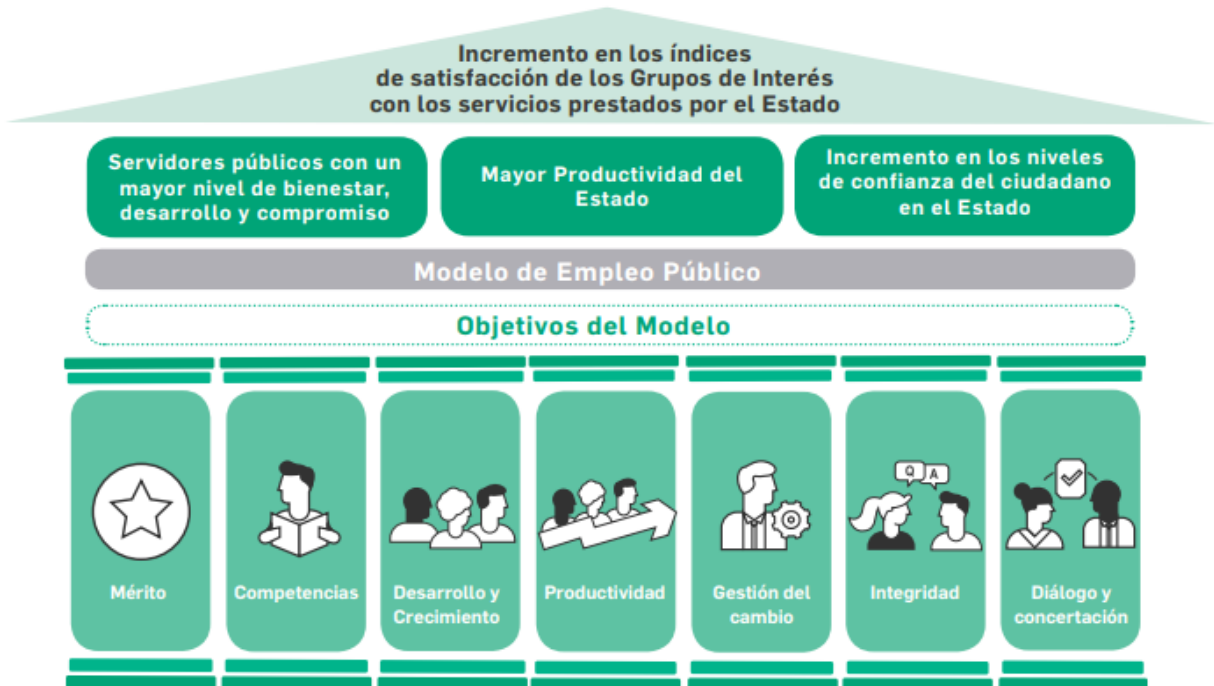 Incremento en los índices
de satisfacción de los Grupos de Interés
con los servicios prestados por el Estado
Servidores públicos con un
mayor nivel de bienestar,
desarrollo y compromiso
Mayor Productividad del
Estado
Incremento en los niveles
de confianza del ciudadano
en el Estado
Modelo de Empleo Público
Objetivos del Modelo
Mérito
Competencias
Desarrollo y
Crecimiento
Productividad
Gestión del
cambio
Q A
Integridad
Diálogo y
concertación